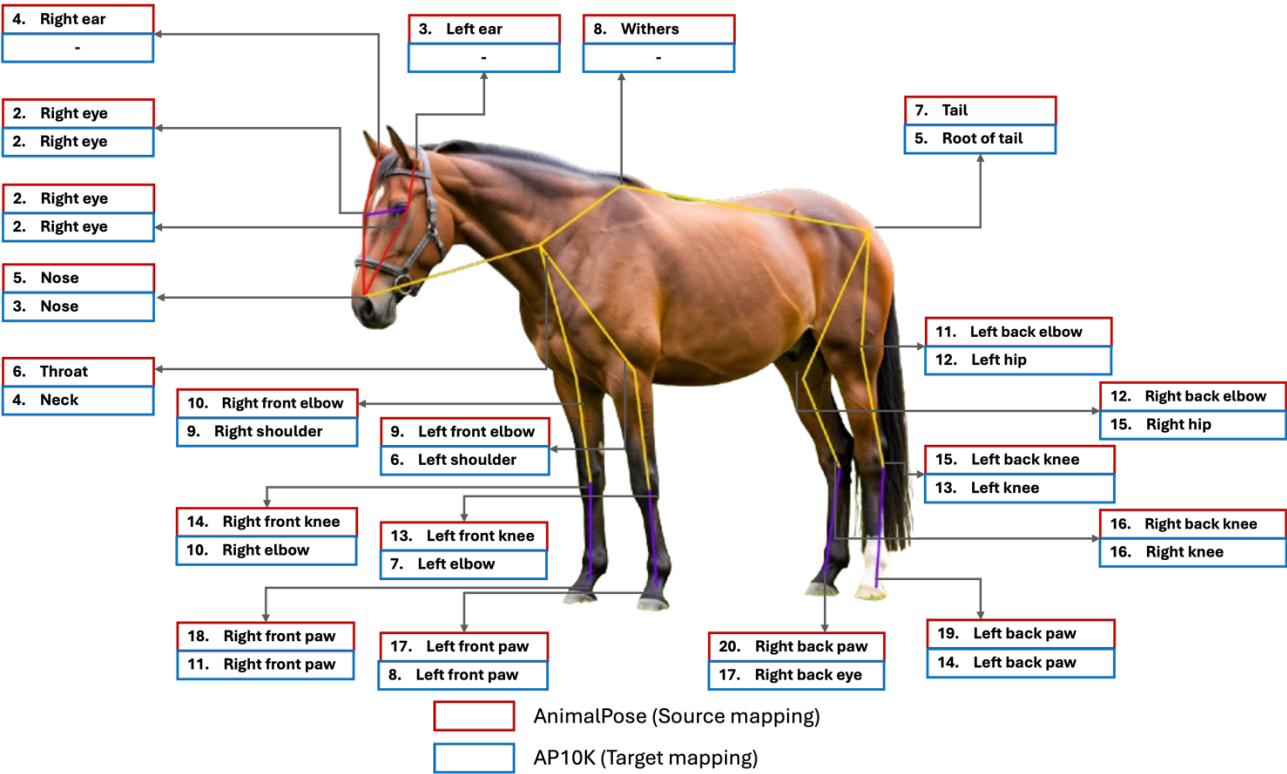 4. Right ear
-
3. Left ear
-
8. Withers
-
2. Right eye
2. Right eye
7. Tail
5. Root of tail
2. Right eye
2. Right eye
5. Nose
3. Nose
11. Left back elbow
12. Left hip
6. Throat
4. Neck
10. Right front elbow
9. Right shoulder
12. Right back elbow
15. Right hip
9. Left front elbow
6. Left shoulder
15. Left back knee
13. Left knee
14. Right front knee
10. Right elbow
13. Left front knee
7. Left elbow
16. Right back knee
16. Right knee
18. Right front paw
11. Right front paw
17. Left front paw
8. Left front paw
20. Right back paw
17. Right back eye
19. Left back paw
14. Left back paw
AnimalPose (Source mapping)
AP10K (Target mapping)